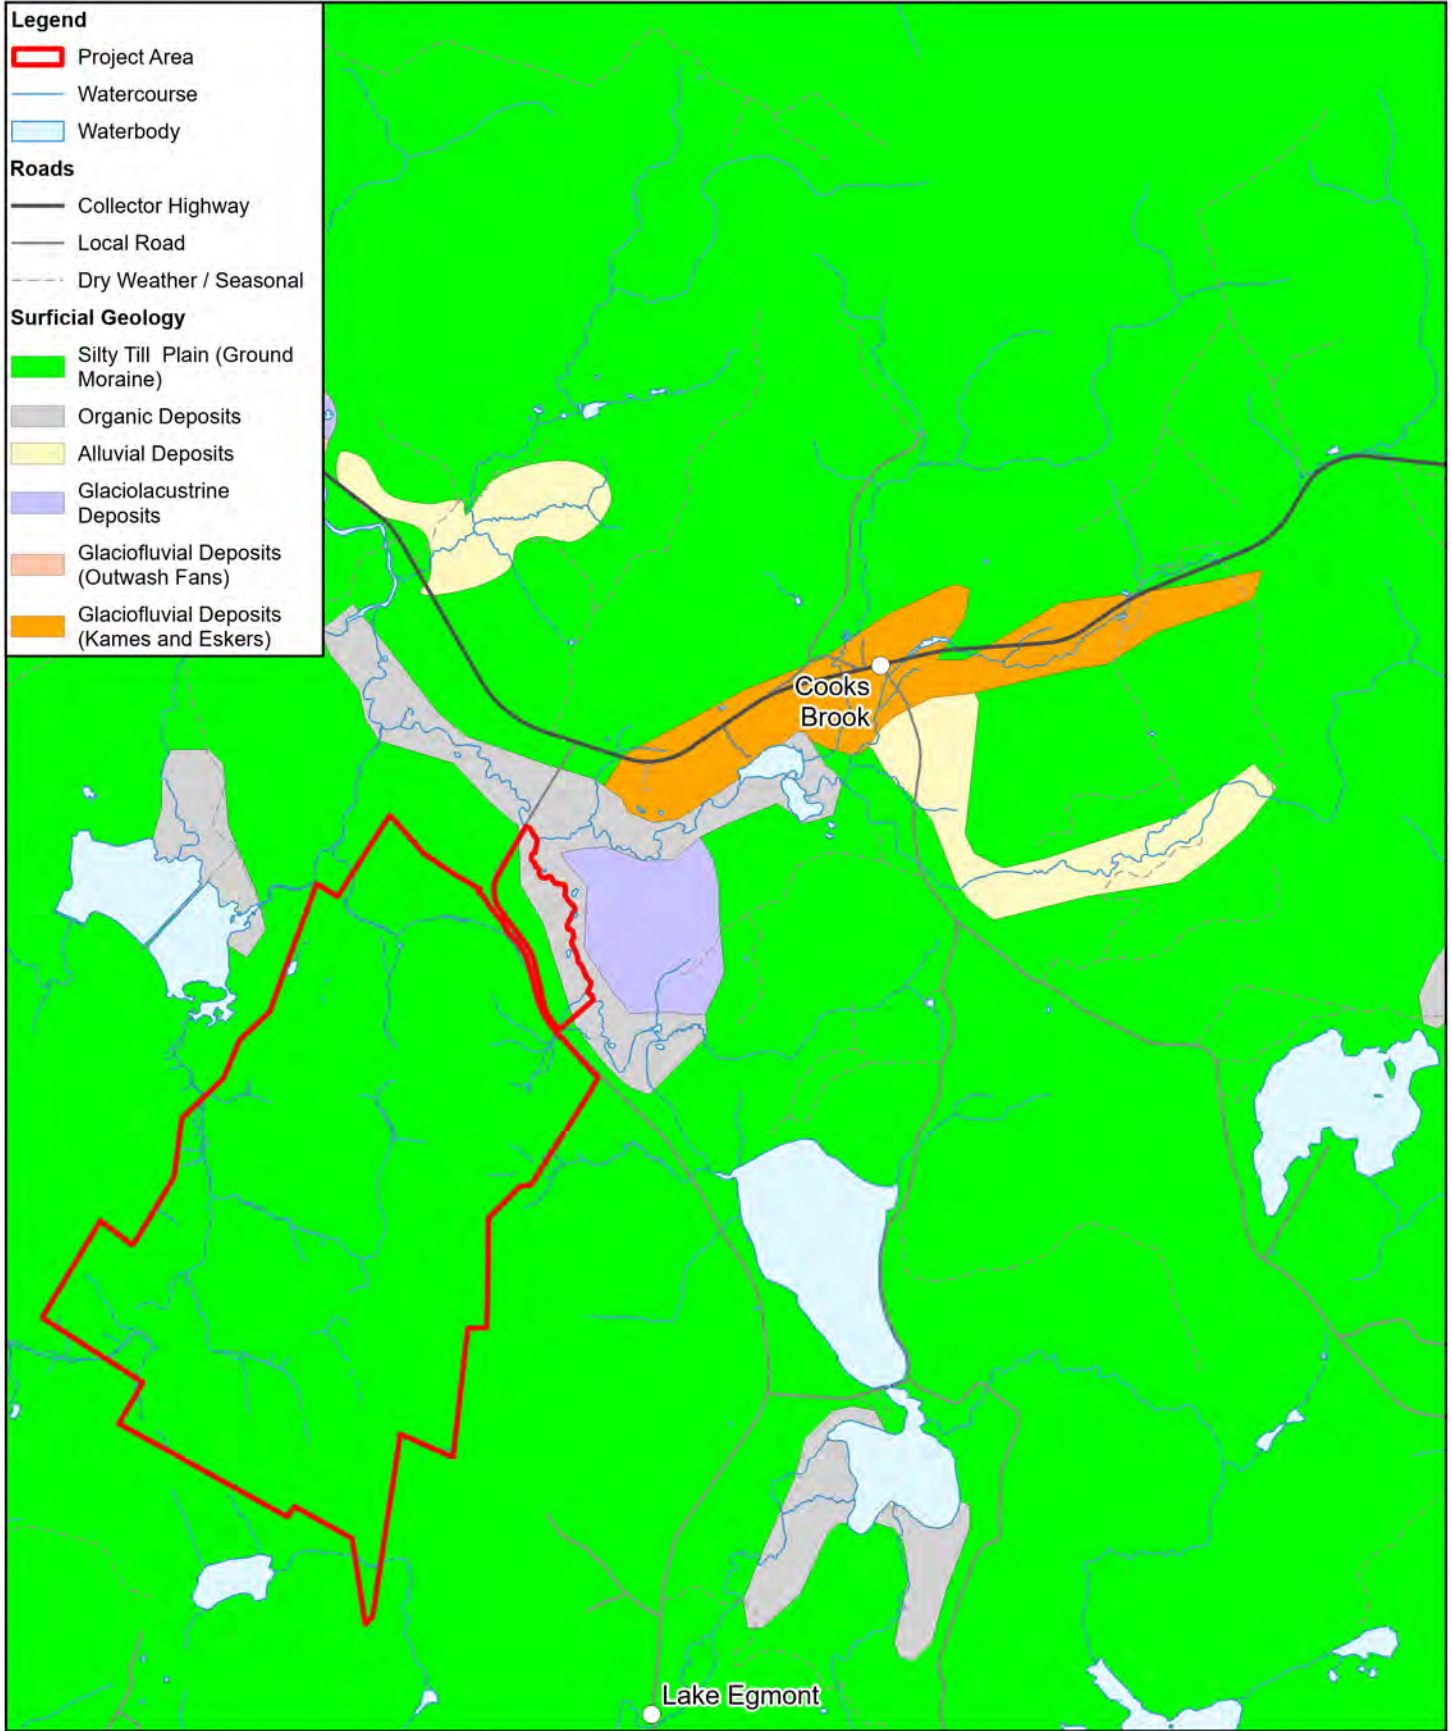 Legend
Project Area
Watercourse
Waterbody
Roads
Collector Highway
Local Road
Dry Weather / Seasonal
Surficial Geology
Silty Till Plain (Ground
Moraine)
Organic Deposits
Alluvial Deposits
Glaciolacustrine
Deposits
Glaciofluvial Deposits
(Outwash Fans)
Glaciofluvial Deposits
(Kames and Eskers)
Cooks
Brook
Lake Egmont